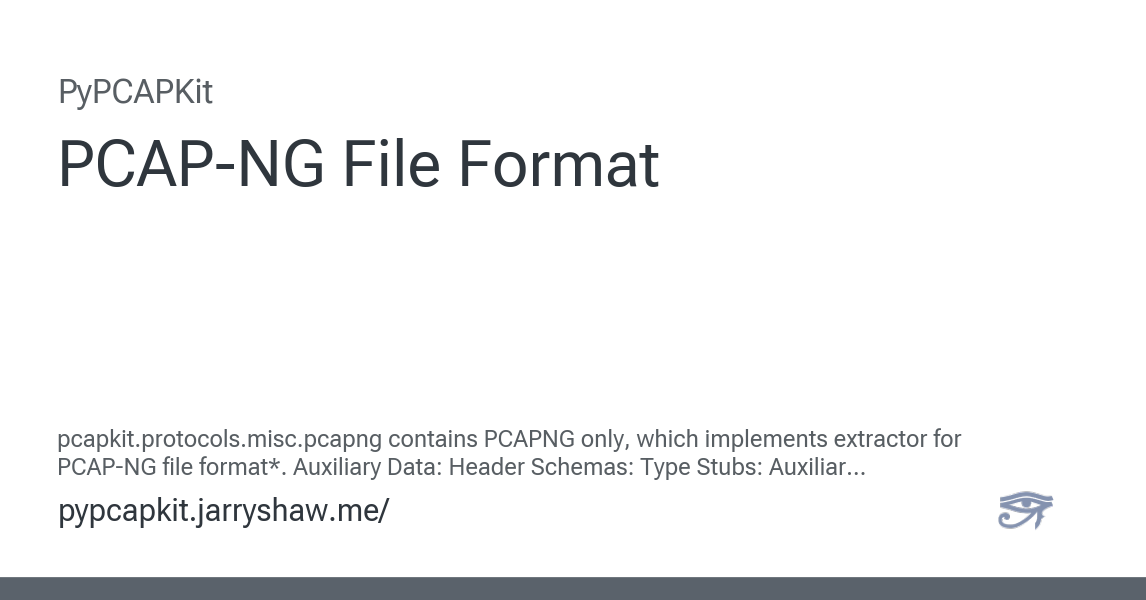 PyPCAPKit
PCAP-NG File Format
pcapkit.protocols.misc.pcapng contains PCAPNG only, which implements extractor for
PCAP-NG file format*. Auxiliary Data: Header Schemas: Type Stubs: Auxiliar...
pypcapkit.jarryshaw.me/